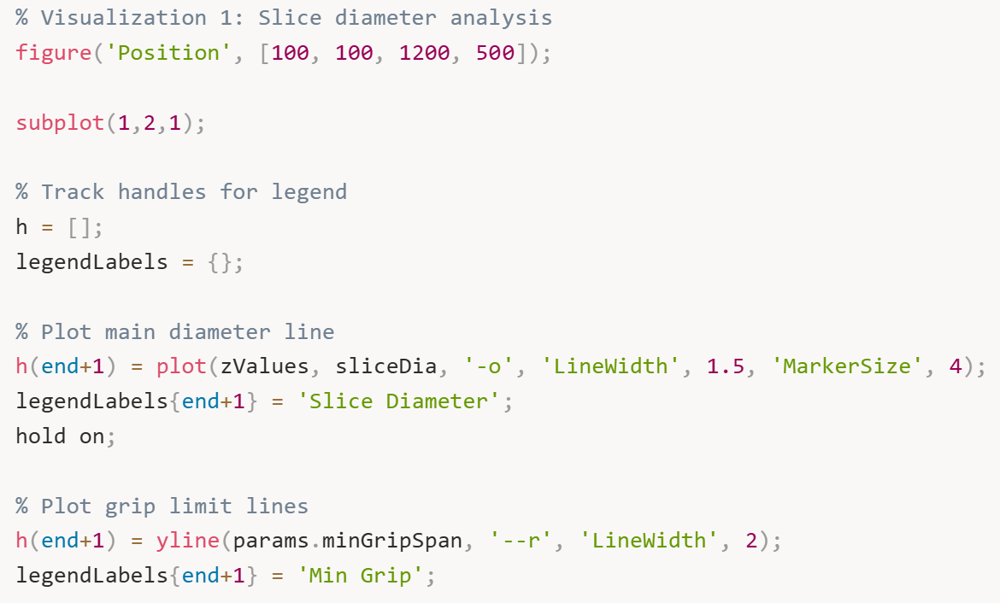 % Visualization 1: Slice diameter analysis
figure('Position', [100, 100, 1200, 500]);
subplot(1,2,1);
% Track handles for legend
h = [];
legendLabels = {};
% Plot main diameter line
h(end+1) = plot(zValues, sliceDia, '-o', 'LineWidth', 1.5, 'MarkerSize', 4);
legendLabels{end+1} = 'Slice Diameter';
hold on;
% Plot grip limit lines
h(end+1) = yline(params.minGripSpan, '--r', 'LineWidth', 2);
legendLabels{end+1} = 'Min Grip';